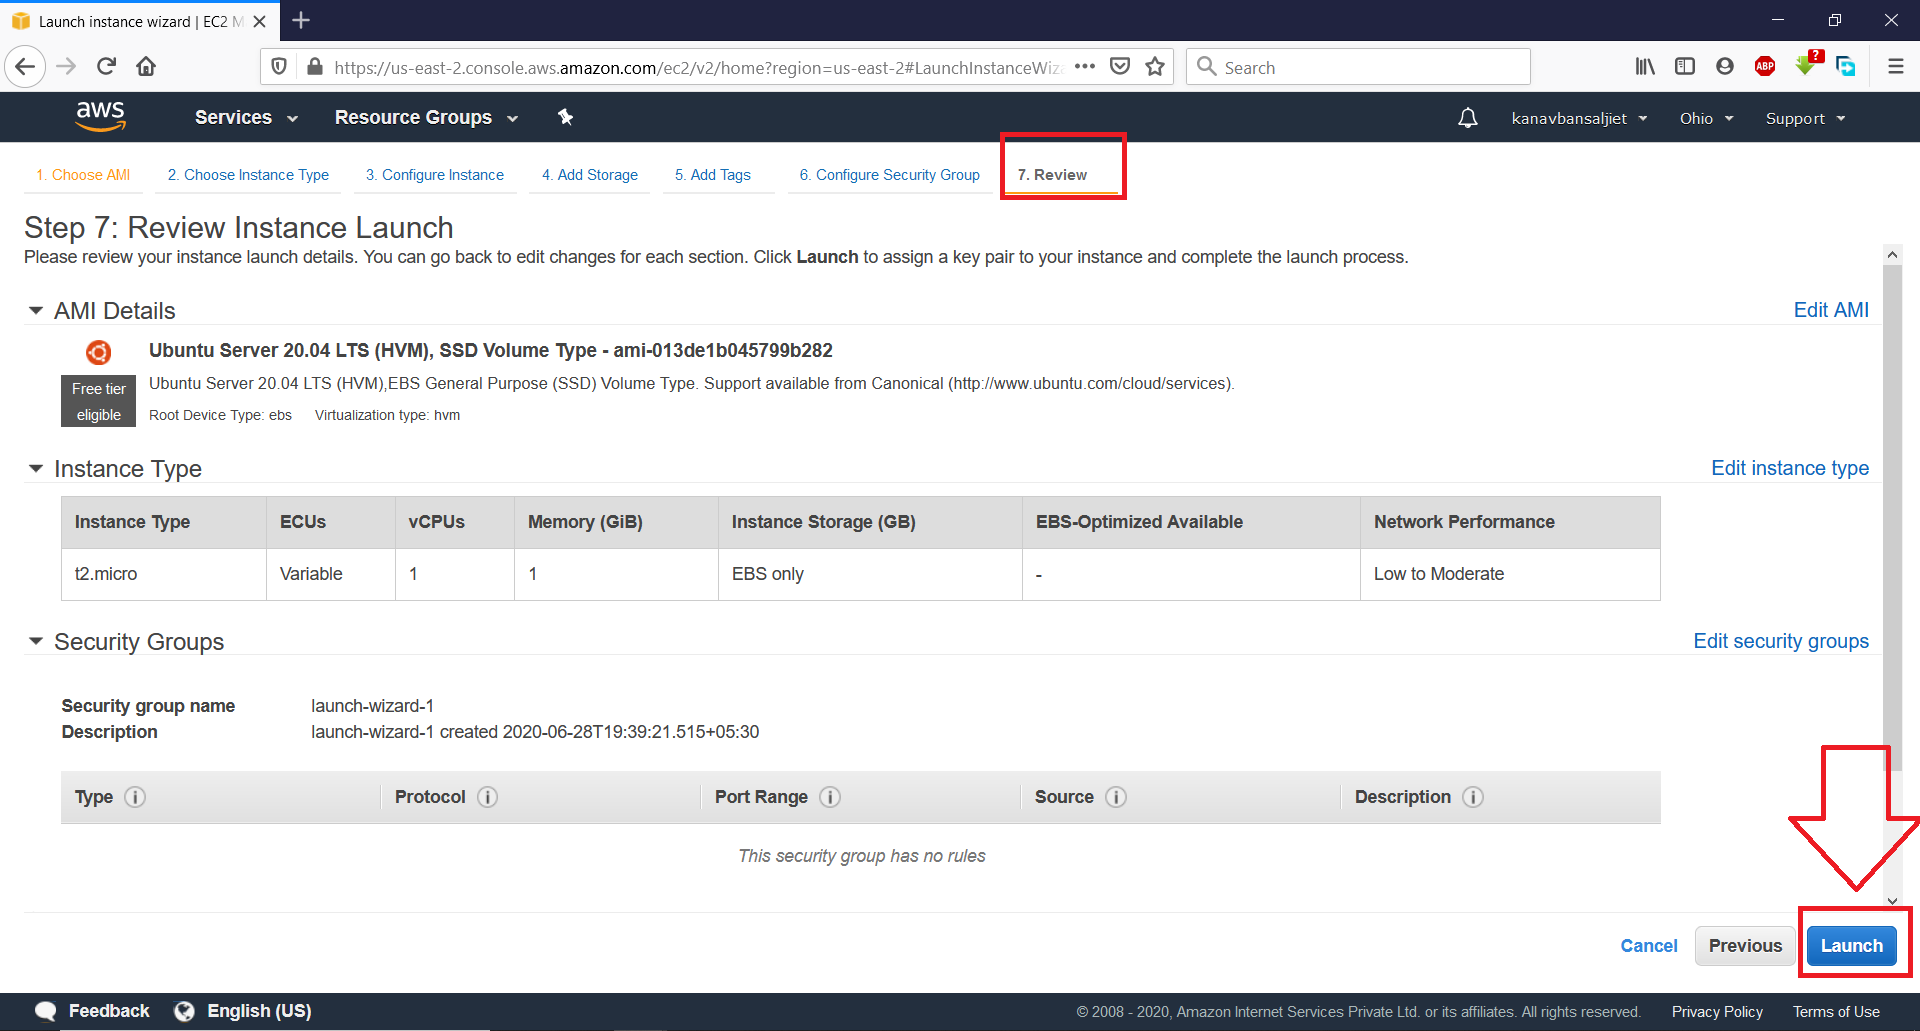 Launch instance wizard | EC2 M
https://us-east-2.console.aws.amazon.com/ec2/v2/home?region=us-east-2#LaunchInstanceWiz
Search
ABP
?
aws
Services
Resource Groups
kanavbansaljiet
Ohio
Support
1. Choose AMI
2. Choose Instance Type
3. Configure Instance
4. Add Storage
5. Add Tags
6. Configure Security Group
7. Review
Step 7: Review Instance Launch
Please review your instance launch details. You can go back to edit changes for each section. Click Launch to assign a key pair to your instance and complete the launch process.
AMI Details
Edit AMI
Ubuntu Server 20.04 LTS (HVM), SSD Volume Type - ami-013de1b045799b282
Free tier
eligible
Ubuntu Server 20.04 LTS (HVM),EBS General Purpose (SSD) Volume Type. Support available from Canonical (http://www.ubuntu.com/cloud/services).
Root Device Type: ebs Virtualization type: hvm
Instance Type
Edit instance type
Instance Type ECUs vCPUs Memory (GiB) Instance Storage (GB) EBS-Optimized Available Network Performance
t2.micro Variable 1 1 EBS only - Low to Moderate
Security Groups
Edit security groups
Security group name launch-wizard-1
Description launch-wizard-1 created 2020-06-28T19:39:21.515+05:30
Type Protocol Port Range Source Description
This security group has no rules
Cancel
Previous
Launch
Feedback
English (US)
© 2008 - 2020, Amazon Internet Services Private Ltd. or its affiliates. All rights reserved.
Privacy Policy
Terms of Use